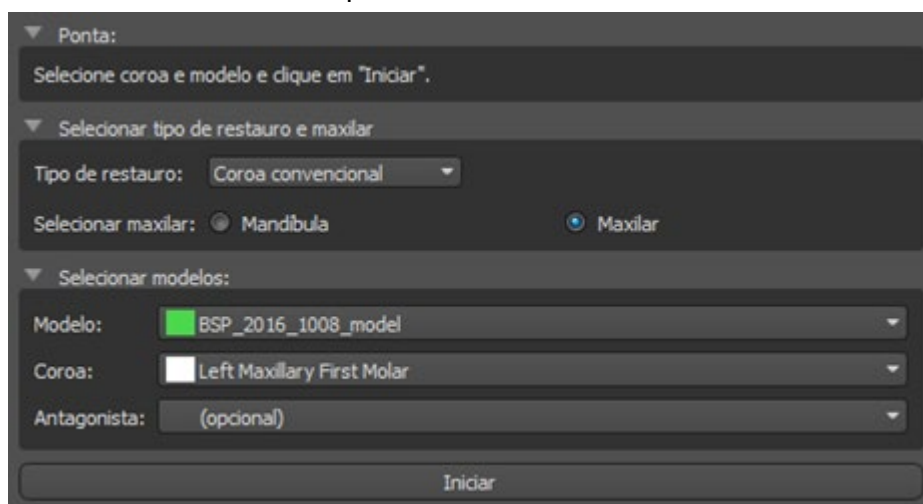 Ponta:
Selecione coroa e modelo e clique em "Iniciar".
Selecionar tipo de restauro e maxilar
Tipo de restauro: Coroa convencional
Selecionar maxilar: Mandíbula Maxilar
Selecionar modelos:
Modelo: BSP_2016_1008_model
Coroa: Left Maxillary First Molar
Antagonista: (opcional)
Iniciar